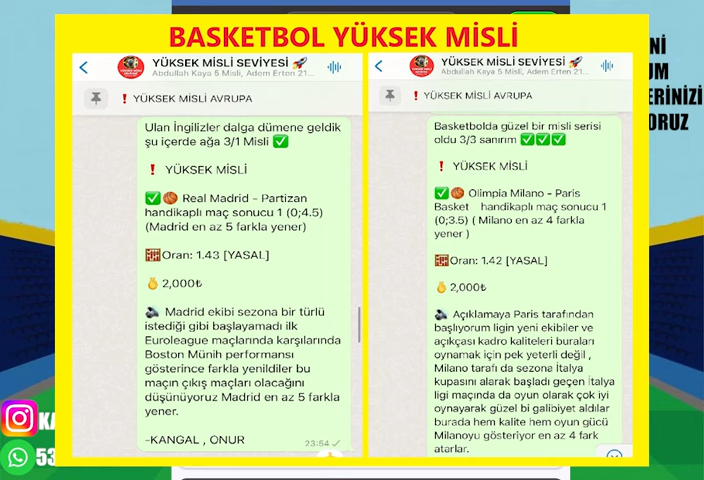 BASKETBOL YÜKSEK MİSLİ
YÜKSEK MİSLİ SEVİYESİ 🚀
Abdullah Kaya 5 Misli, Adem Erten 21...
❗ YÜKSEK MİSLİ AVRUPA
Ulan İngilizler dalga dümene geldik
şu içerde ağa 3/1 Misli ✅
❗ YÜKSEK MİSLİ
✅🏀 Real Madrid - Partizan
handikaplı maç sonucu 1 (0;4.5)
(Madrid en az 5 farkla yener)
Oran: 1.43 [YASAL]
💰 2,000₺
🔊 Madrid ekibi sezona bir türlü
istediği gibi başlayamadı ilk
Euroleague maçlarında karşılarında
Boston Münih performansı
gösterince farkla yenildiler bu
maçın çıkış maçları olacağını
düşünüyoruz Madrid en az 5 farkla
yener.
-KANGAL , ONUR
23:54
YÜKSEK MİSLİ SEVİYESİ 🚀
Abdullah Kaya 5 Misli, Adem Erten 21...
❗ YÜKSEK MİSLİ AVRUPA
Basketbolda güzel bir misli serisi
oldu 3/3 sanırım ✅✅✅
❗ YÜKSEK MİSLİ
✅🏀 Olimpia Milano - Paris
Basket handikaplı maç sonucu 1
(0;3.5) ( Milano en az 4 farkla
yener )
Oran: 1.42 [YASAL]
💰 2,000₺
🔊 Açıklamaya Paris tarafından
başlıyorum ligin yeni ekibiler ve
açıkçası kadro kaliteleri buraları
oynamak için pek yeterli değil ,
Milano tarafı da sezona İtalya
kupasını alarak başladı geçen İtalya
ligi maçında da oyun olarak çok iyi
oynayarak güzel bi galibiyet aldılar
burada hem kalite hem oyun gücü
Milanoyu gösteriyor en az 4 fark
atarlar.